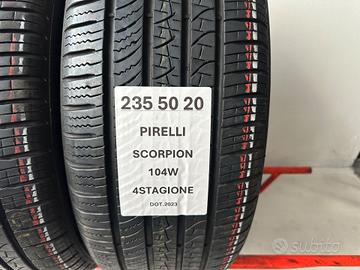 235 50 20
PIRELLI
SCORPION
104W
4STAGIONE
DOT.2023
subito